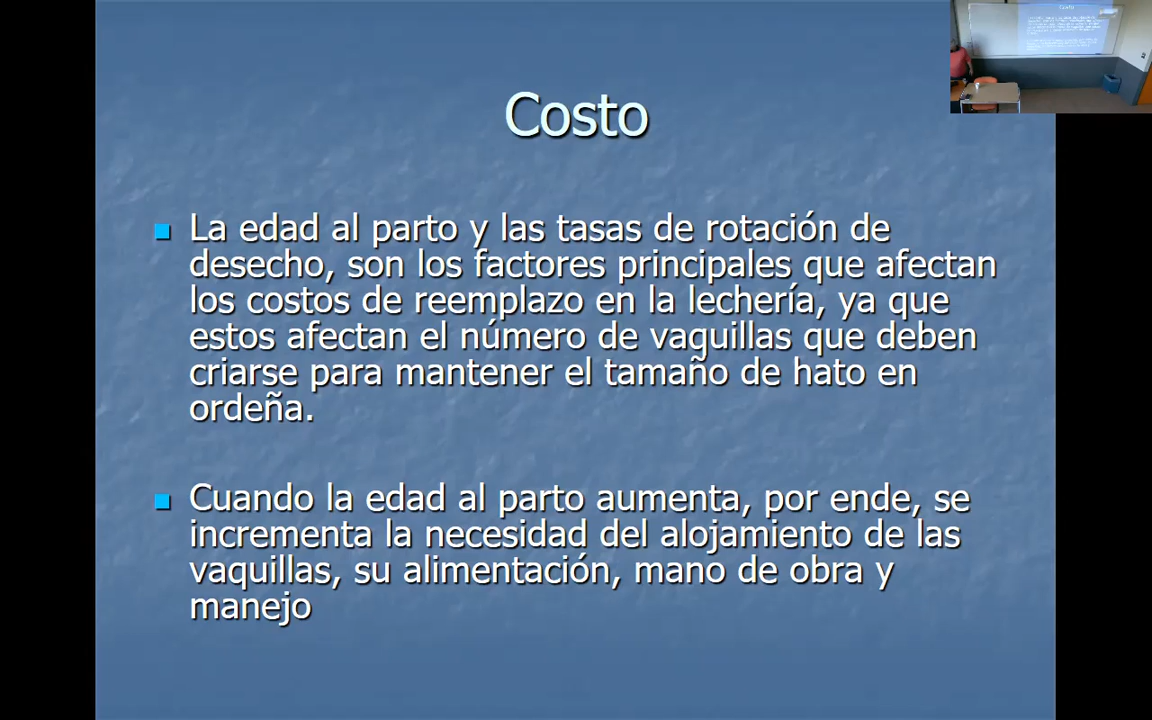 Costo
La edad al parto y las tasas de rotación de
desecho, son los factores principales que afectan
los costos de reemplazo en la lechería, ya que
estos afectan el número de vaquillas que deben
criarse para mantener el tamaño de hato en
ordeña.
Cuando la edad al parto aumenta, por ende, se
incrementa la necesidad del alojamiento de las
vaquillas, su alimentación, mano de obra y
manejo